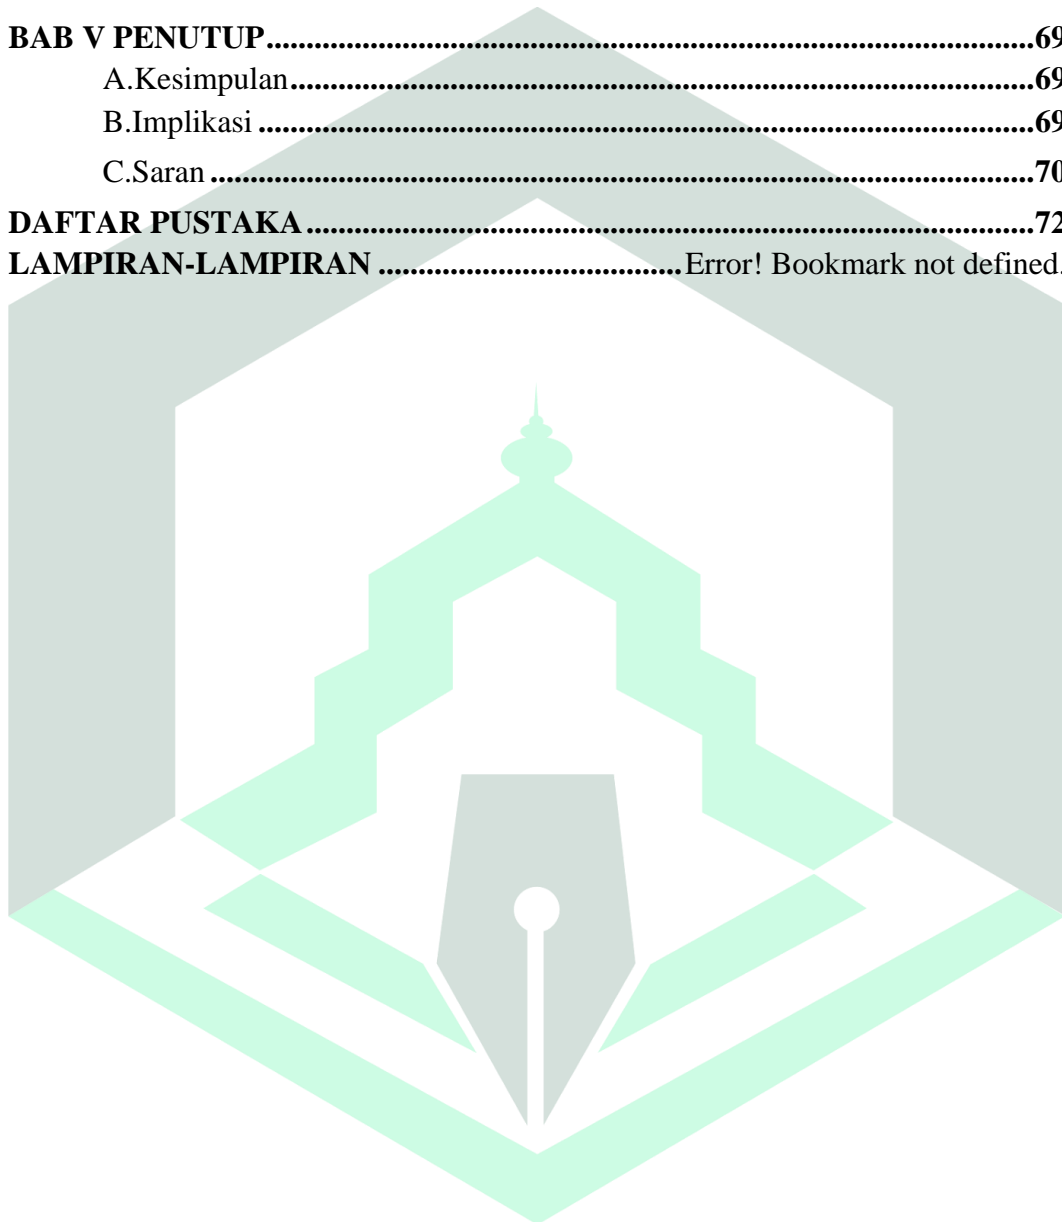 BAB V PENUTUP.....................................................................................................69
A.Kesimpulan..................................................................................................69
B.Implikasi ......................................................................................................69
C.Saran ............................................................................................................70
DAFTAR PUSTAKA................................................................................................72
LAMPIRAN-LAMPIRAN .......................................Error! Bookmark not defined.